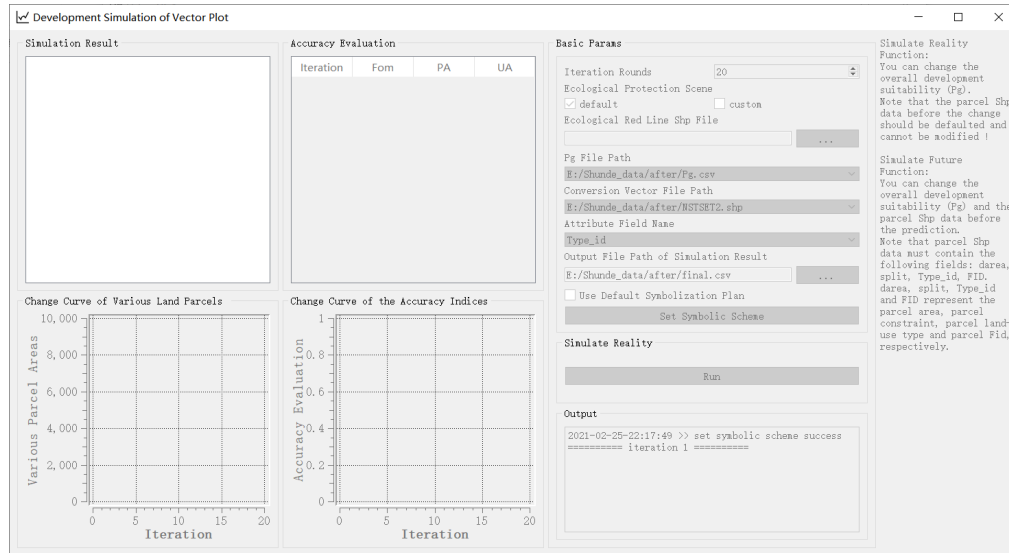 Development Simulation of Vector Plot
Simulation Result
Accuracy Evaluation
Iteration Fom PA UA
Basic Params
Iteration Rounds 20
Ecological Protection Scene
default custom
Ecological Red Line Shp File
...
Pg File Path
E:/Shunde_data/after/Pg.csv
Conversion Vector File Path
E:/Shunde_data/after/NSTSET2.shp
Attribute Field Name
Type_id
Output File Path of Simulation Result
E:/Shunde_data/after/final.csv ...
Use Default Symbolization Plan
Set Symbolic Scheme
Simulate Reality
Run
Output
2021-02-25-22:17:49 >> set symbolic scheme success
========== iteration 1 ==========
Simulate Reality
Function:
You can change the
overall development
suitability (Pg).
Note that the parcel Shp
data before the change
should be defaulted and
cannot be modified !
Simulate Future
Function:
You can change the
overall development
suitability (Pg) and the
parcel Shp data before
the prediction.
Note that parcel Shp
data must contain the
following fields: darea,
split, Type_id, FID.
darea, split, Type_id
and FID represent the
parcel area, parcel
constraint, parcel land-
use type and parcel Fid,
respectively.
Change Curve of Various Land Parcels
Various Parcel Areas
10,000
8,000
6,000
4,000
2,000
0
0 5 10 15 20
Iteration
Change Curve of the Accuracy Indices
Accuracy Evaluation
1
0.8
0.6
0.4
0.2
0
0 5 10 15 20
Iteration